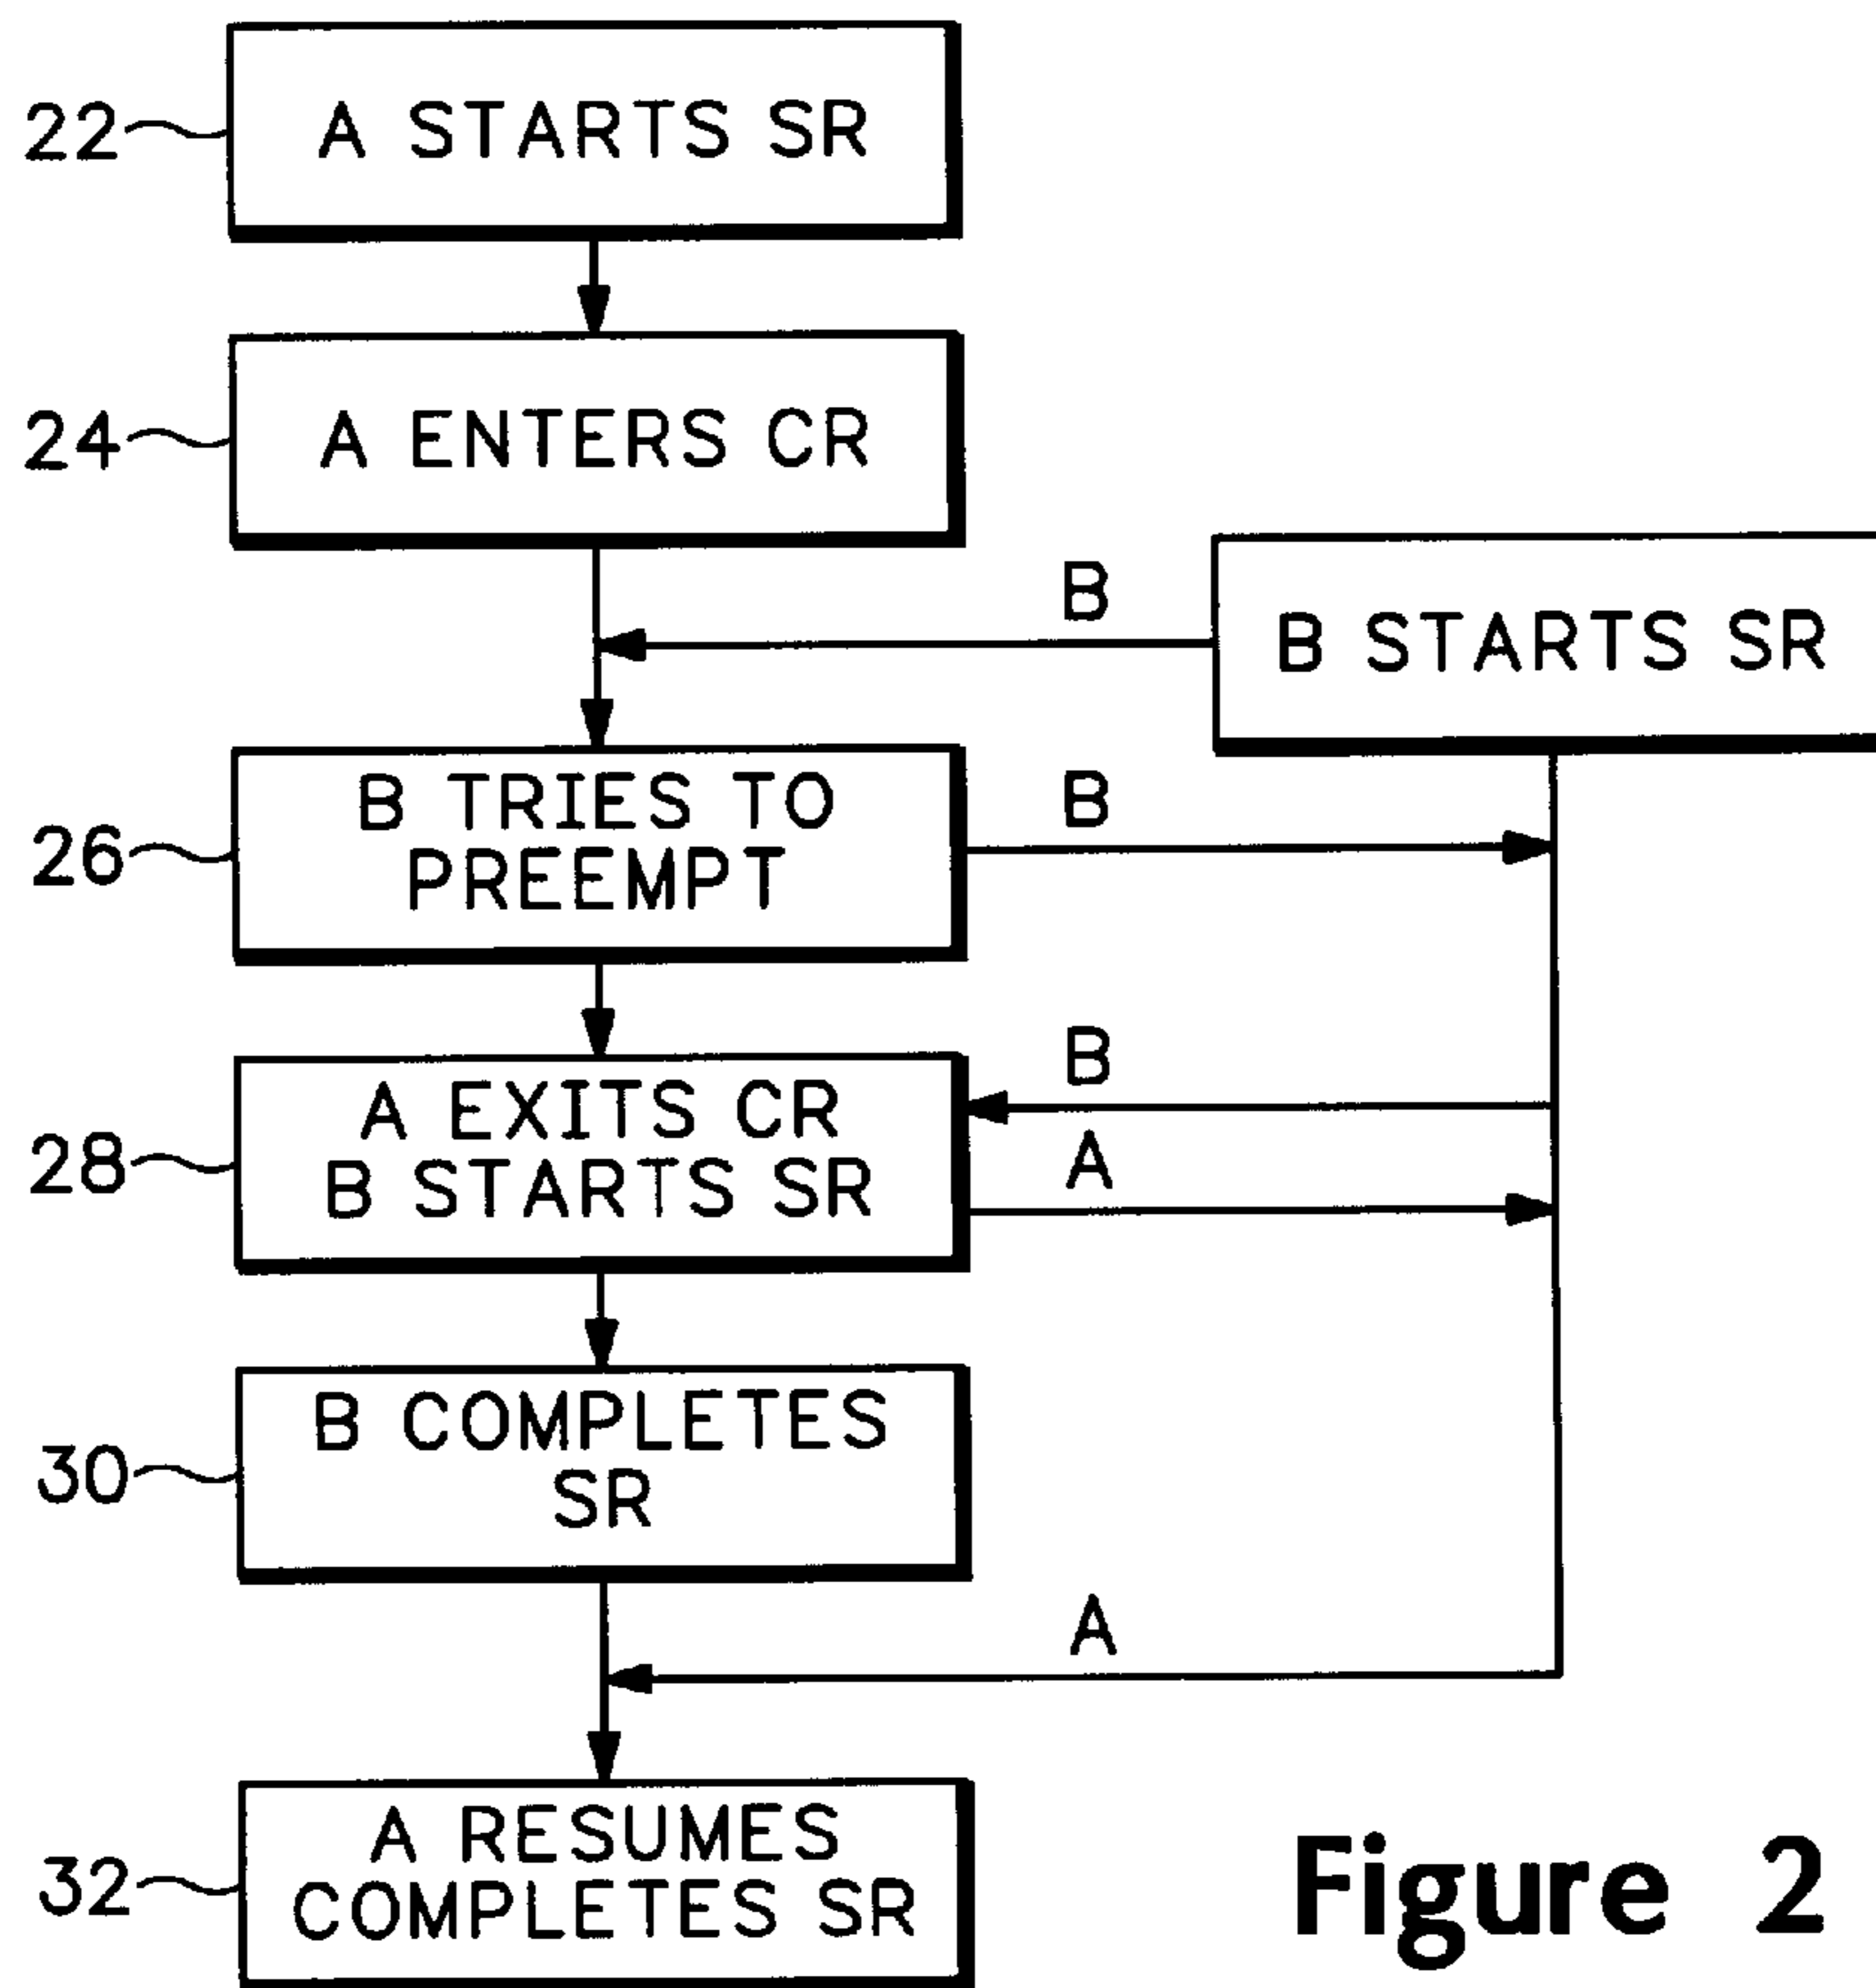 22 A STARTS SR
24 A ENTERS CR
B
B STARTS SR
26 B TRIES TO
PREEMPT
B
28 A EXITS CR
B STARTS SR
B
A
30 B COMPLETES
SR
A
32 A RESUMES
COMPLETES SR
Figure 2